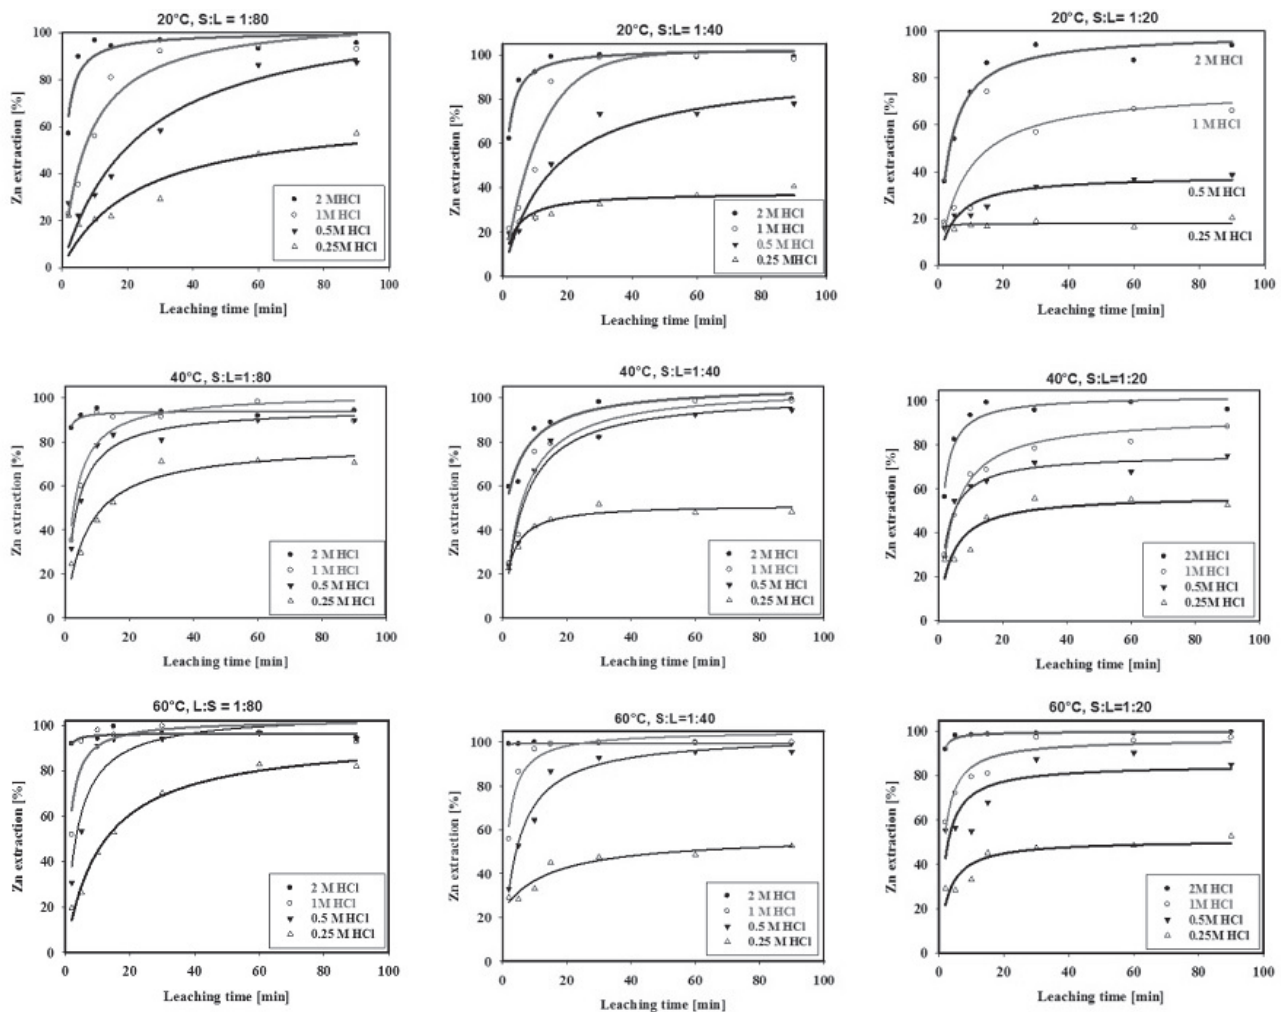 20°C, S:L = 1:80
Zn extraction [%]
100
80
60
40
20
0
2 MHCl
1M HCl
0.5M HCl
0.25M HCl
0 20 40 60 80 100
Leaching time [min]
20°C, S:L= 1:40
Zn extraction [%]
100
80
60
40
20
0
2 M HCl
1 M HCl
0.5 M HCl
0.25 MHCl
0 20 40 60 80 100
Leaching time [min]
20°C, S:L= 1:20
Zn extraction [%]
100
80
60
40
20
0
2 M HCl
1 M HCl
0.5 M HCl
0.25 M HCl
0 20 40 60 80 100
Leaching time [min]
40°C, S:L=1:80
Zn extraction [%]
100
80
60
40
20
0
2 M HCl
1 M HCl
0.5 M HCl
0.25 M HCl
0 20 40 60 80 100
Leaching time [min]
40°C, S:L=1:40
Zn extraction [%]
100
80
60
40
20
0
2 M HCl
1 M HCl
0.5 M HCl
0.25 M HCl
0 20 40 60 80 100
Leaching time [min]
40°C, S:L=1:20
Zn extraction [%]
100
80
60
40
20
0
2M HCl
1M HCl
0.5M HCl
0.25M HCl
0 20 40 60 80 100
Leaching time [min]
60°C, L:S = 1:80
Zn extraction [%]
100
80
60
40
20
0
2 M HCl
1M HCl
0.5 M HCl
0.25 M HCl
0 20 40 60 80 100
Leaching time [min]
60°C, S:L=1:40
Zn extraction [%]
100
80
60
40
20
0
2 M HCl
1 M HCl
0.5 M HCl
0.25 M HCl
0 20 40 60 80 100
Leaching time [min]
60°C, S:L=1:20
Zn extraction [%]
100
80
60
40
20
0
2M HCl
1M HCl
0.5M HCl
0.25M HCl
0 20 40 60 80 100
Leaching time [min]